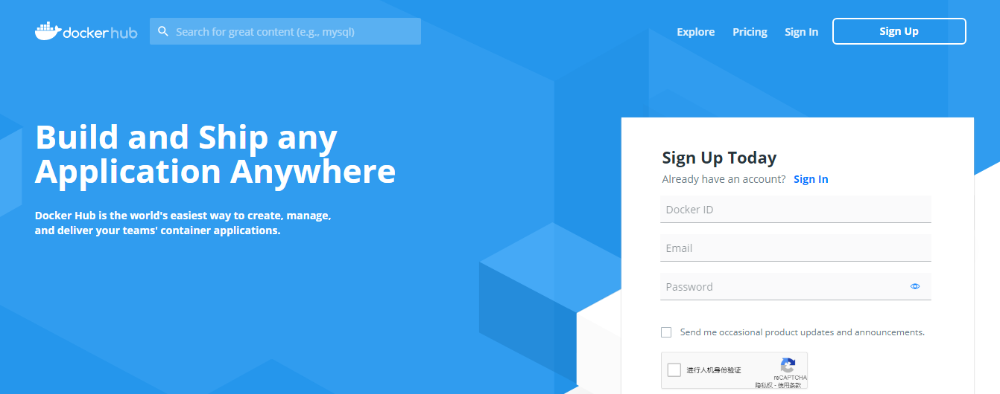 docker hub
Search for great content (e.g., mysql)
Explore
Pricing
Sign In
Sign Up
Build and Ship any
Application Anywhere
Docker Hub is the world's easiest way to create, manage,
and deliver your teams' container applications.
Sign Up Today
Already have an account? Sign In
Docker ID
Email
Password
Send me occasional product updates and announcements.
进行人机身份验证
reCAPTCHA
隐私权 - 使用条款